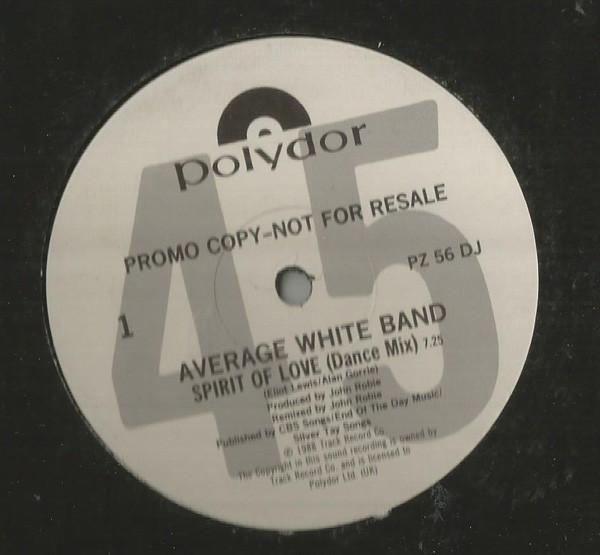 45
polydor
PROMO COPY-NOT FOR RESALE
PZ 56 DJ
1
AVERAGE WHITE BAND
SPIRIT OF LOVE (Dance Mix) 7.25
(Eliot Lewis/Alan Gorrie)
Produced by John Robie
Remixed by John Robie
Published by CBS Songs/End Of The Day Music/
Silver Tay Songs
℗ 1988 Track Record Co.
The Copyright in this sound recording is owned by
Track Record Co. and is licensed to
Polydor Ltd. (UK)